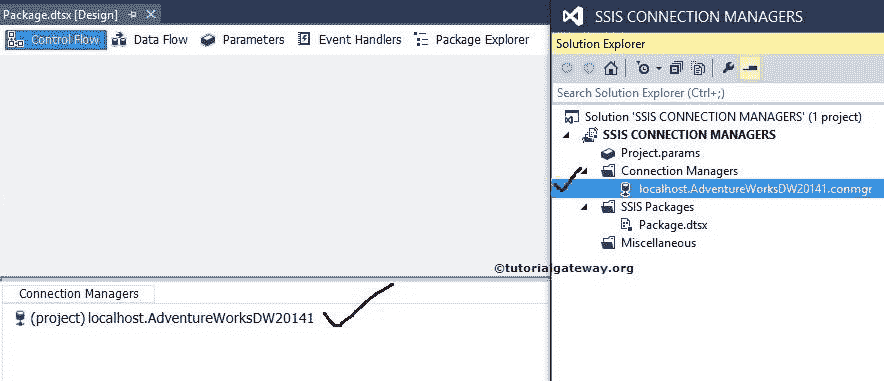 Package.dtsx [Design]
Control Flow Data Flow Parameters Event Handlers Package Explorer
Connection Managers
(project) localhost.AdventureWorksDW20141
SSIS CONNECTION MANAGERS
Solution Explorer
Search Solution Explorer (Ctrl+;)
Solution 'SSIS CONNECTION MANAGERS' (1 project)
SSIS CONNECTION MANAGERS
Project.params
Connection Managers
localhost.AdventureWorksDW20141.conmgr
SSIS Packages
Package.dtsx
Miscellaneous
©tutorialgateway.org